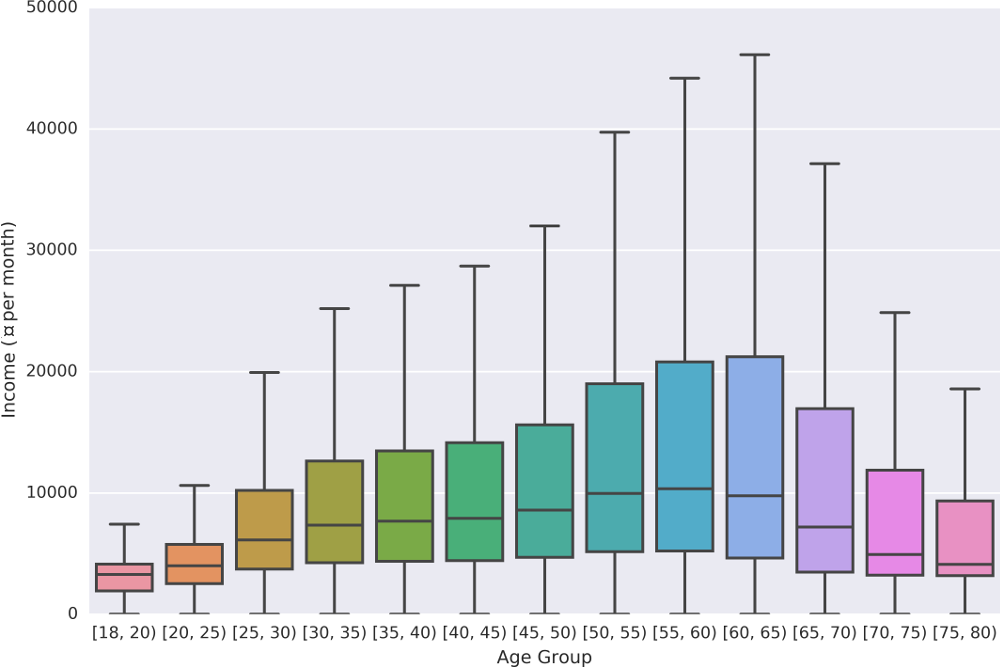 50000
40000
30000
20000
10000
0
Income (¤ per month)
[18, 20) [20, 25) [25, 30) [30, 35) [35, 40) [40, 45) [45, 50) [50, 55) [55, 60) [60, 65) [65, 70) [70, 75) [75, 80)
Age Group